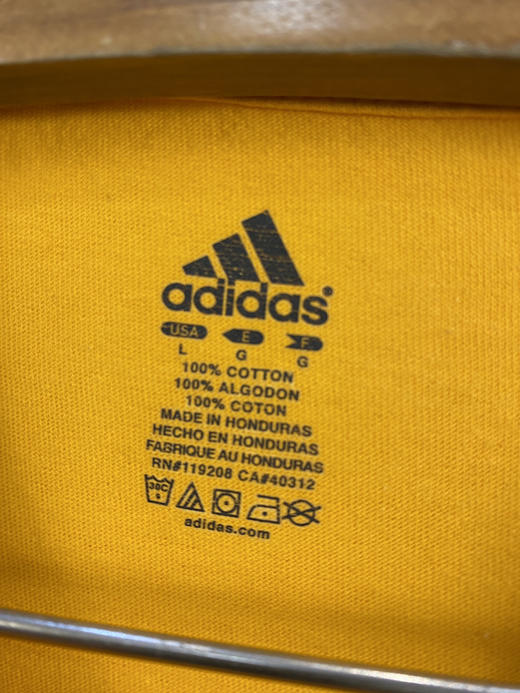 adidas®
USA E F
L G G
100% COTTON
100% ALGODON
100% COTON
MADE IN HONDURAS
HECHO EN HONDURAS
FABRIQUE AU HONDURAS
RN#119208 CA#40312
30C
adidas.com